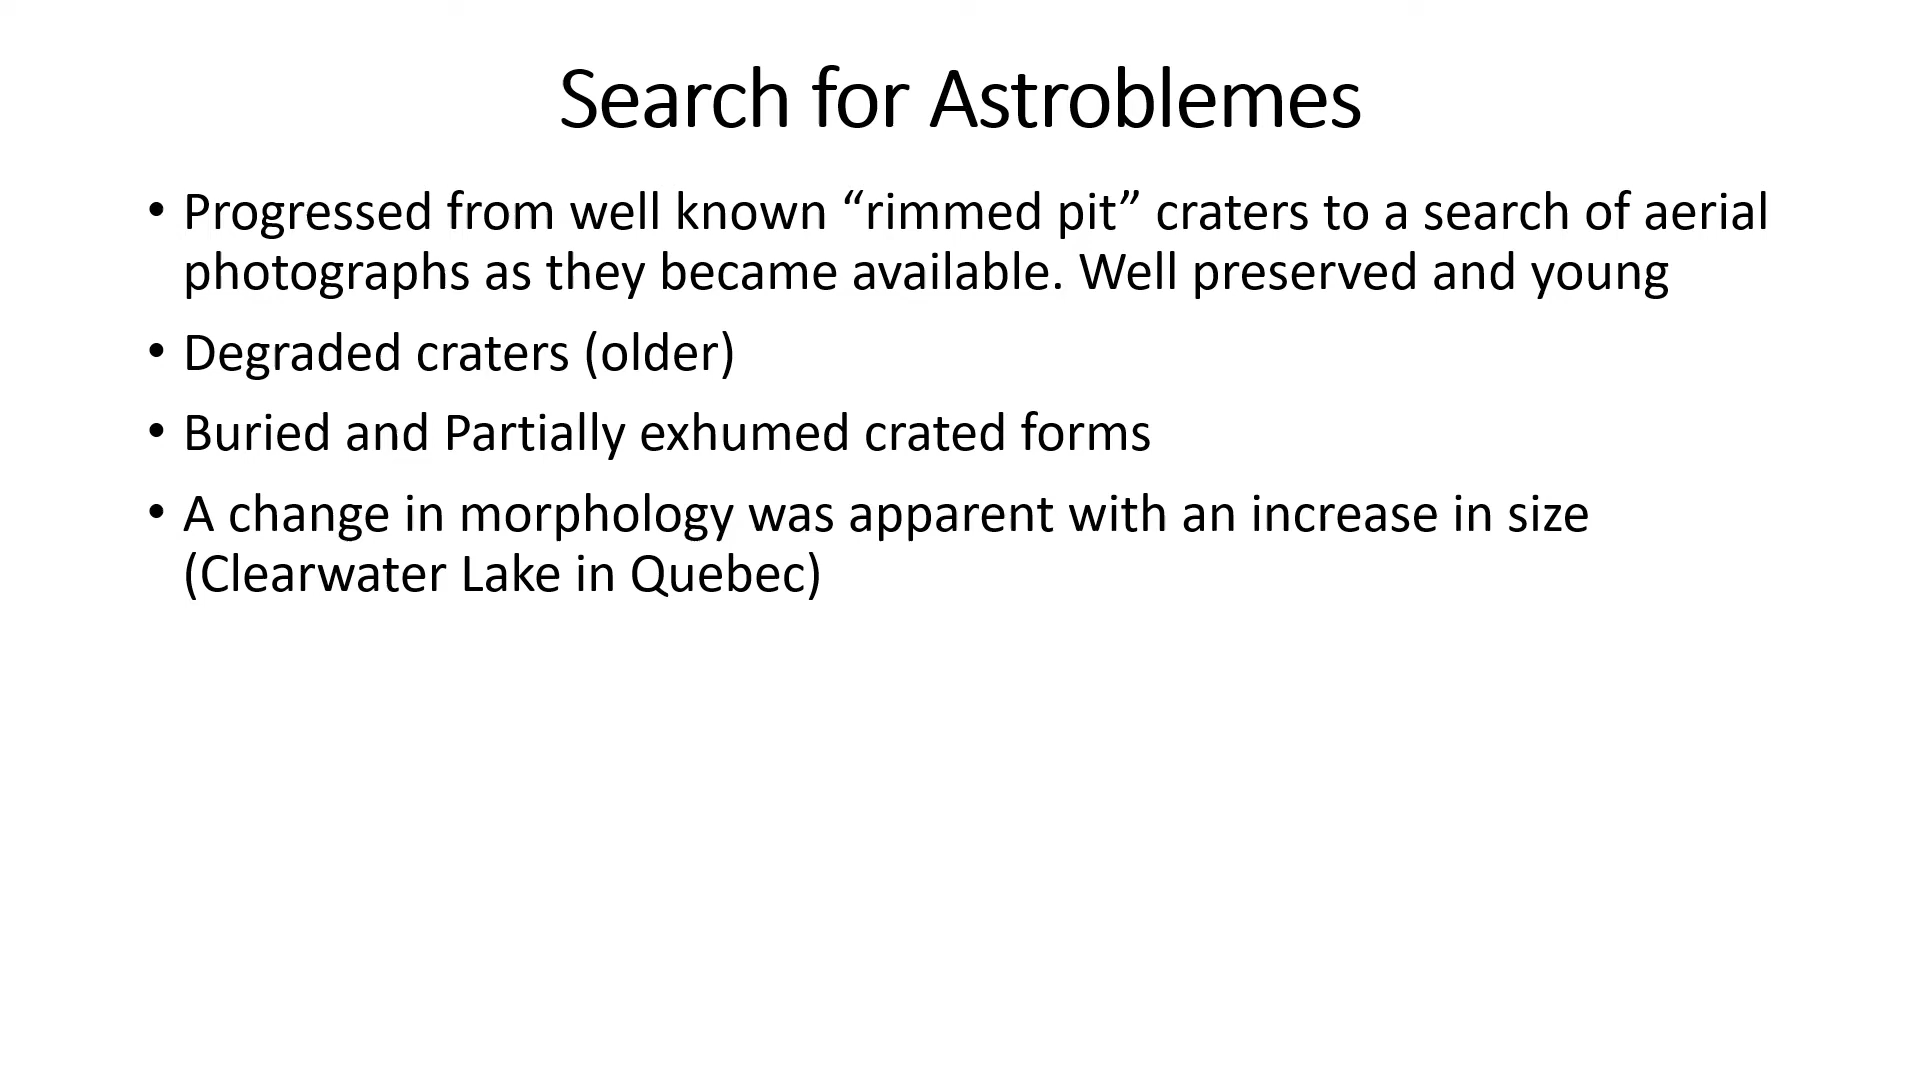 Search for Astroblemes
• Progressed from well known “rimmed pit” craters to a search of aerial
photographs as they became available. Well preserved and young
• Degraded craters (older)
• Buried and Partially exhumed crated forms
• A change in morphology was apparent with an increase in size
(Clearwater Lake in Quebec)